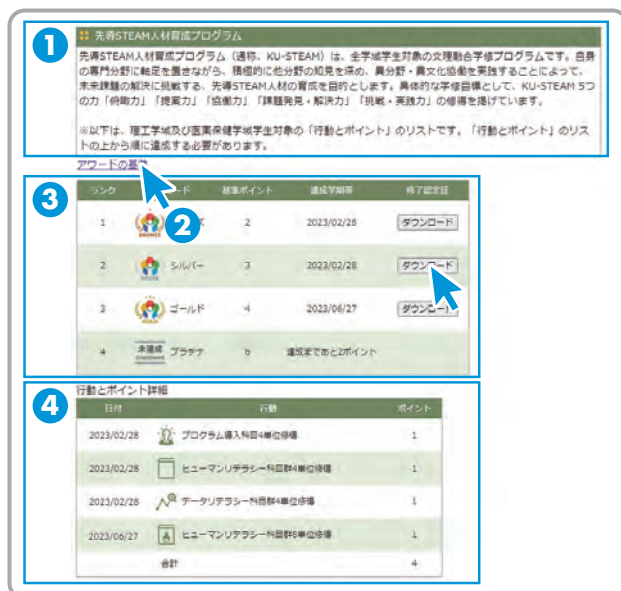 1
先導STEAM人材育成プログラム
先導STEAM人材育成プログラム（通称、KU-STEAM）は、全学域学生対象の文理融合学修プログラムです。自身
の専門分野に軸足を置きながら、積極的に他分野の知見を深め、異分野・異文化協働を実践することによって、
未来課題の解決に挑戦する、先導STEAM人材の育成を目的とします。具体的な学修目標として、KU-STEAM 5つ
の力「俯瞰力」「提案力」「協働力」「課題発見・解決力」「挑戦・実践力」の修得を掲げています。
※以下は、理工学域及び医薬保健学域学生対象の「行動とポイント」のリストです。「行動とポイント」のリス
トの上から順に達成する必要があります。
アワードの基
2
3
ランク ード 基準ポイント 達成学期等 修了認定証
1 ズ 2 2023/02/28 ダウンロード
2 シルバー 3 2023/02/28 ダウンロード
3 ゴールド 4 2023/06/27 ダウンロード
4 未達成 プラチナ 6 達成まであと2ポイント
4
行動とポイント詳細
日付 行動 ポイント
2023/02/28 プログラム導入科目4単位修得 1
2023/02/28 ヒューマンリテラシー科目群4単位修得 1
2023/02/28 データリテラシー科目群4単位修得 1
2023/06/27 A ヒューマンリテラシー科目群8単位修得 1
合計 4